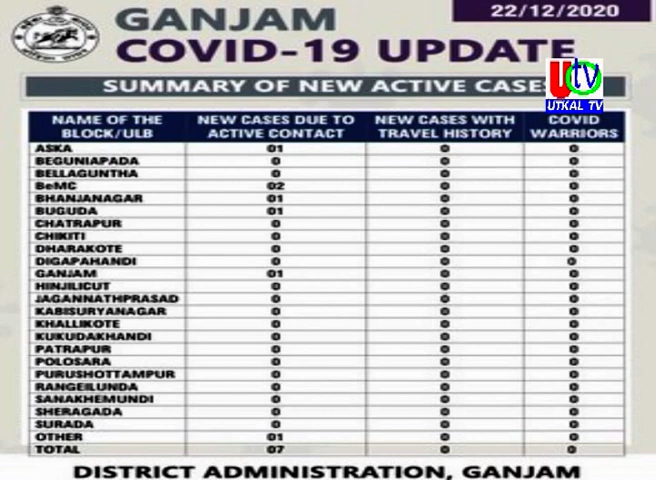 22/12/2020
GANJAM
COVID-19 UPDATE
SUMMARY OF NEW ACTIVE CASES
UTV
UTKAL TV
NAME OF THE BLOCK/ULB NEW CASES DUE TO ACTIVE CONTACT NEW CASES WITH TRAVEL HISTORY COVID WARRIORS
ASKA 01 0 0
BEGUNIAPADA 0 0 0
BELLAGUNTHA 0 0 0
BeMC 02 0 0
BHANJANAGAR 01 0 0
BUGUDA 01 0 0
CHATRAPUR 0 0 0
CHIKITI 0 0 0
DHARAKOTE 0 0 0
DIGAPAHANDI 0 0 0
GANJAM 01 0 0
HINJILICUT 0 0 0
JAGANNATHPRASAD 0 0 0
KABISURYANAGAR 0 0 0
KHALLIKOTE 0 0 0
KUKUDAKHANDI 0 0 0
PATRAPUR 0 0 0
POLOSARA 0 0 0
PURUSHOTTAMPUR 0 0 0
RANGEILUNDA 0 0 0
SANAKHEMUNDI 0 0 0
SHERAGADA 0 0 0
SURADA 0 0 0
OTHER 01 0 0
TOTAL 07 0 0
DISTRICT ADMINISTRATION, GANJAM